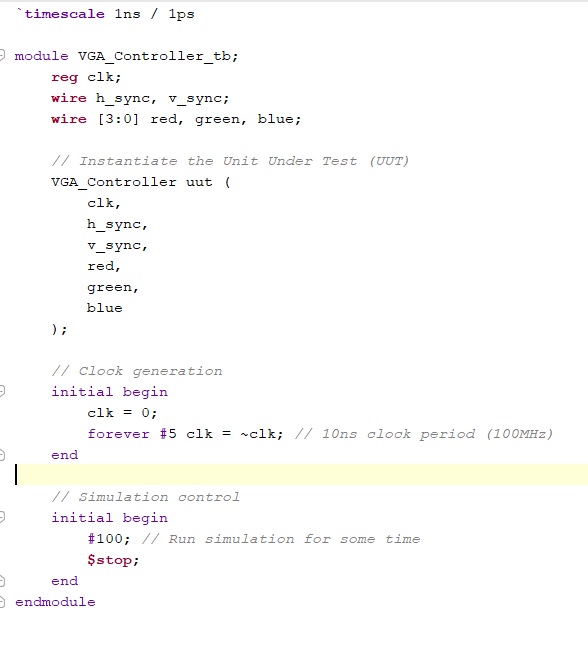 `timescale 1ns / 1ps
module VGA_Controller_tb;
reg clk;
wire h_sync, v_sync;
wire [3:0] red, green, blue;
// Instantiate the Unit Under Test (UUT)
VGA_Controller uut (
clk,
h_sync,
v_sync,
red,
green,
blue
);
// Clock generation
initial begin
clk = 0;
forever #5 clk = ~clk; // 10ns clock period (100MHz)
end
// Simulation control
initial begin
#100; // Run simulation for some time
$stop;
end
endmodule